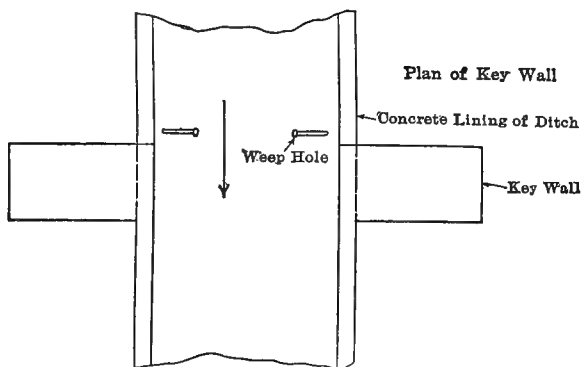 Plan of Key Wall
Concrete Lining of Ditch
Weep Hole
Key Wall